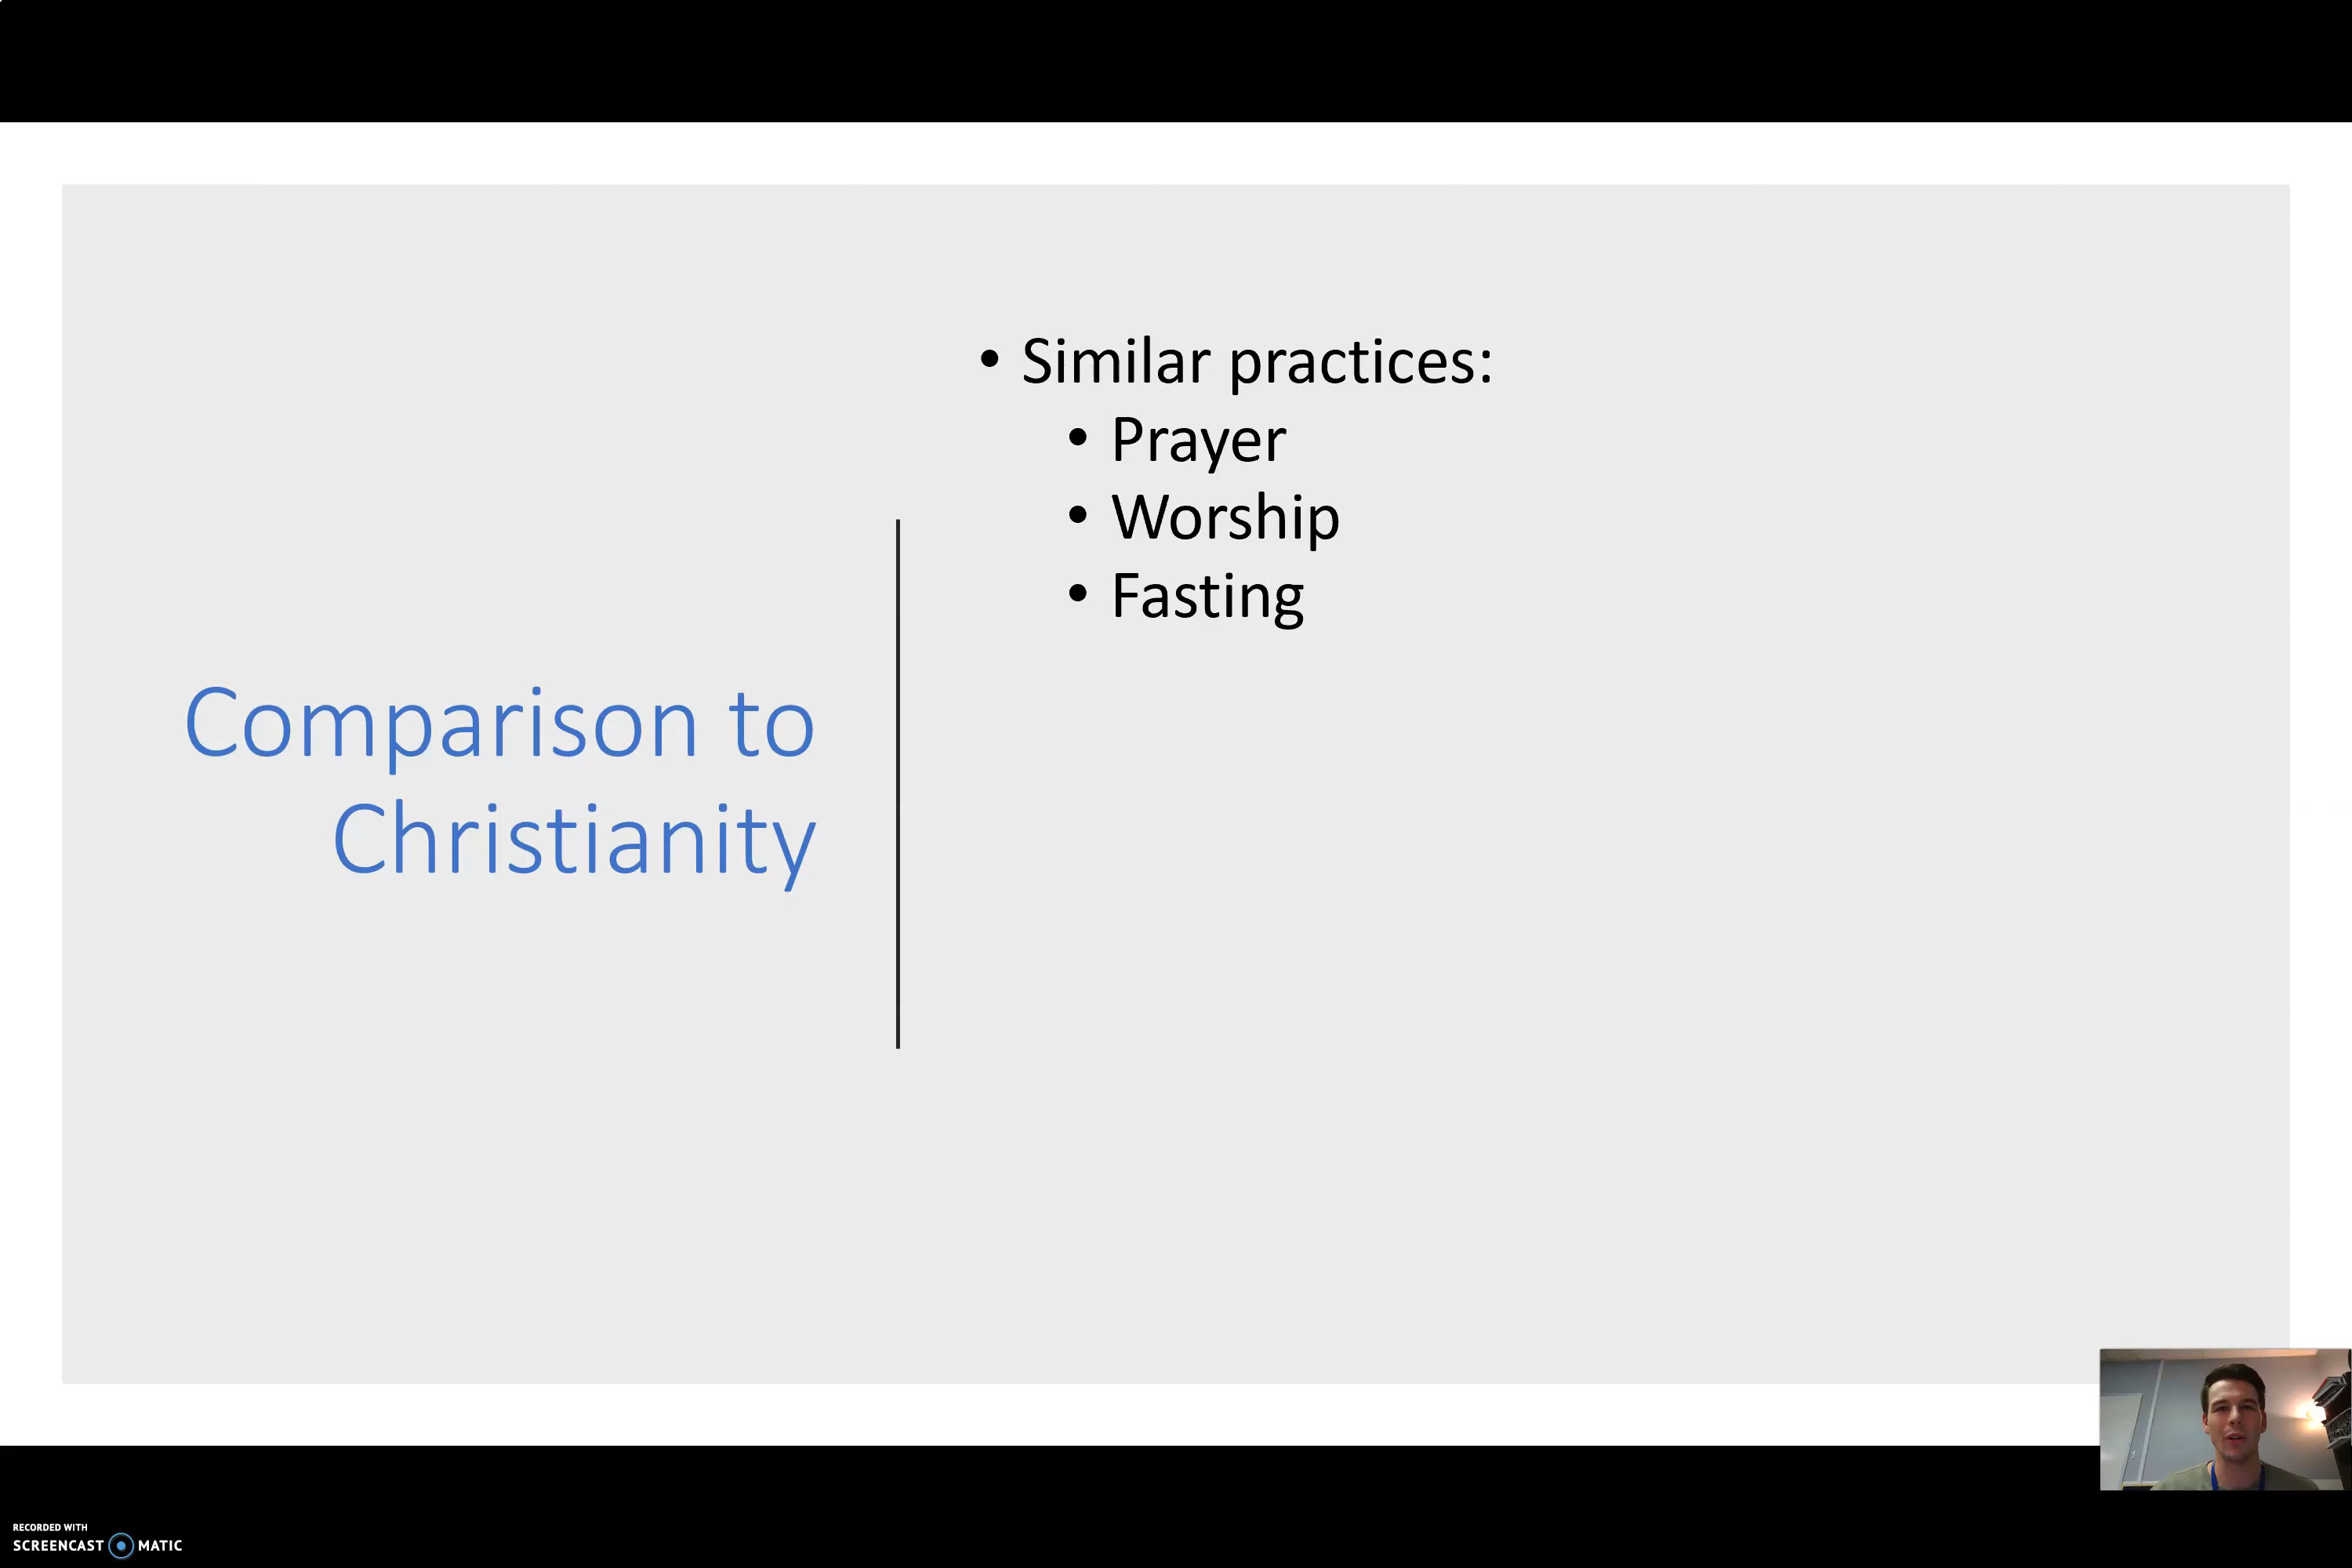 Comparison to
Christianity
• Similar practices:
• Prayer
• Worship
• Fasting
RECORDED WITH
SCREENCAST MATIC